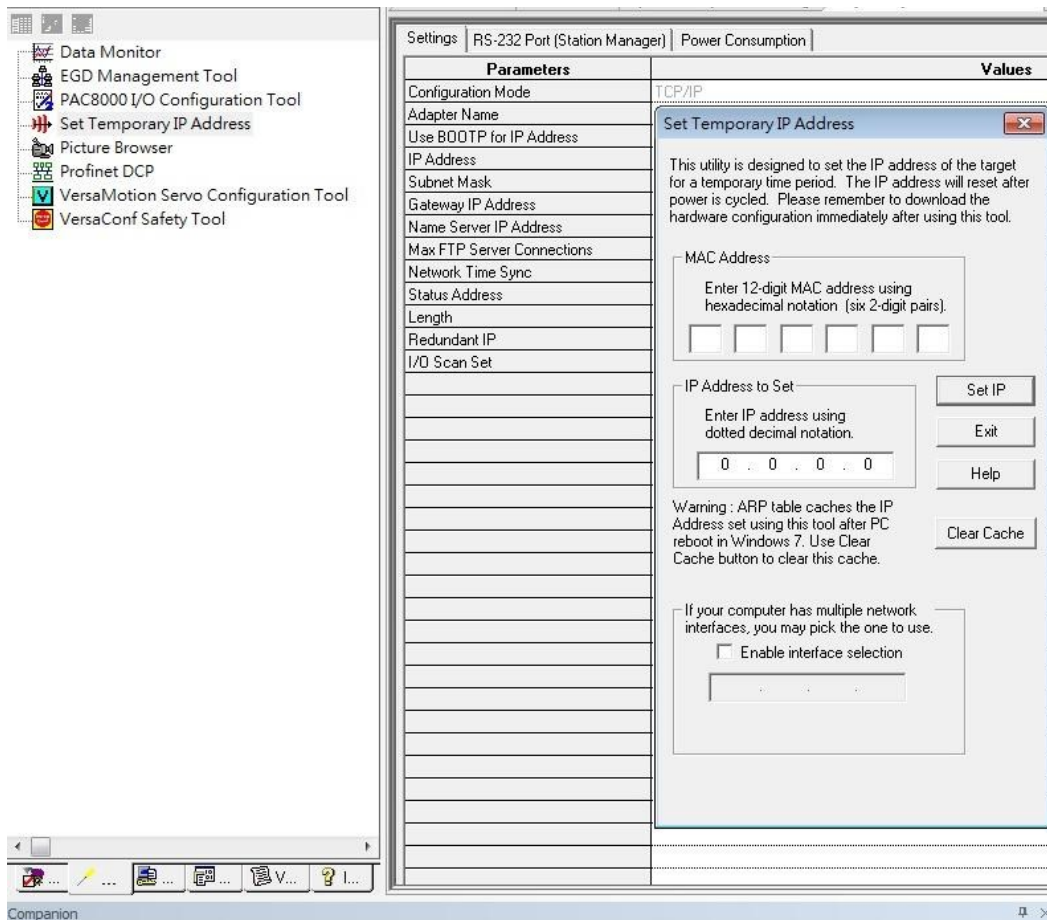 Data Monitor
EGD Management Tool
PAC8000 I/O Configuration Tool
Set Temporary IP Address
Picture Browser
Profinet DCP
VersaMotion Servo Configuration Tool
VersaConf Safety Tool
... ... ... ... V... I...
Companion
Settings RS-232 Port (Station Manager) Power Consumption
Parameters Values
Configuration Mode TCP/IP
Adapter Name
Use BOOTP for IP Address
IP Address
Subnet Mask
Gateway IP Address
Name Server IP Address
Max FTP Server Connections
Network Time Sync
Status Address
Length
Redundant IP
I/O Scan Set
Set Temporary IP Address
This utility is designed to set the IP address of the target
for a temporary time period. The IP address will reset after
power is cycled. Please remember to download the
hardware configuration immediately after using this tool.
MAC Address
Enter 12-digit MAC address using
hexadecimal notation (six 2-digit pairs).
IP Address to Set
Enter IP address using
dotted decimal notation.
0 . 0 . 0 . 0
Set IP
Exit
Help
Warning : ARP table caches the IP
Address set using this tool after PC
reboot in Windows 7. Use Clear
Cache button to clear this cache.
Clear Cache
If your computer has multiple network
interfaces, you may pick the one to use.
Enable interface selection
. . .